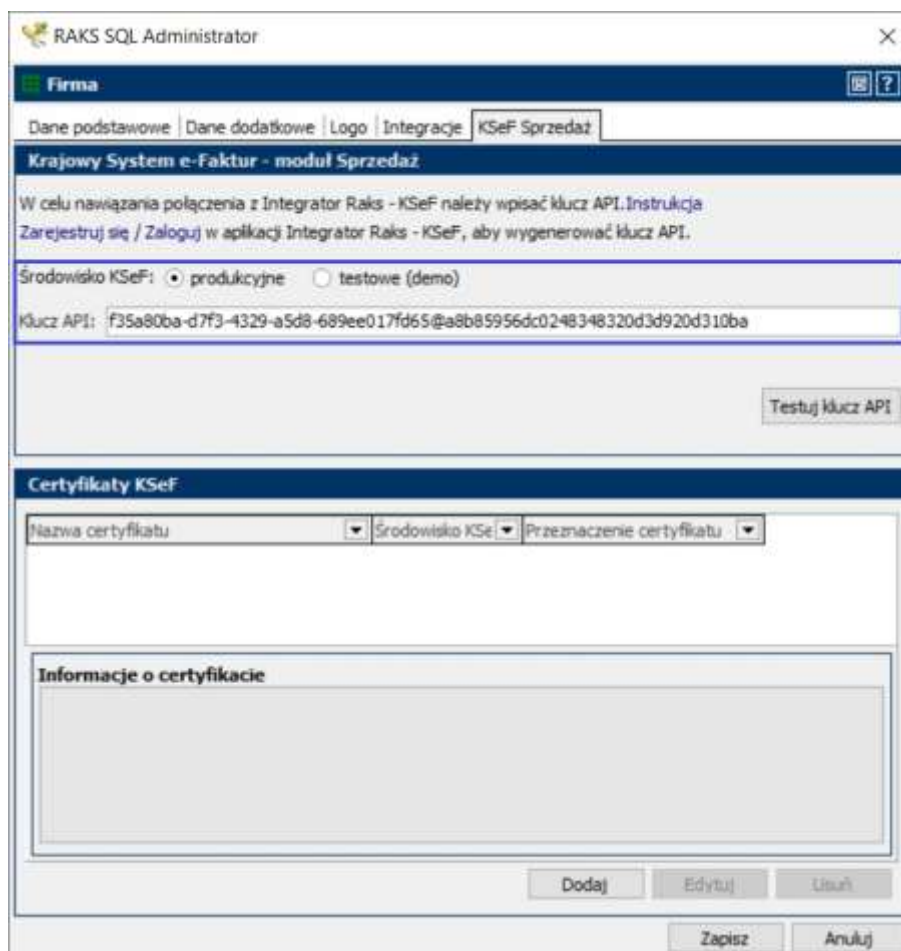 RAKS SQL Administrator
Firma
Dane podstawowe Dane dodatkowe Logo Integracje KSeF Sprzedaż
Krajowy System e-Faktur - moduł Sprzedaż
W celu nawiązania połączenia z Integrator Raks - KSeF należy wpisać klucz API.Instrukcja
Zarejestruj się / Zaloguj w aplikacji Integrator Raks - KSeF, aby wygenerować klucz API.
Środowisko KSeF: produkcyjne testowe (demo)
Klucz API: f35a80ba-d7f3-4329-a5d8-689ee017fd65@a8b85956dc0248348320d3d920d310ba
Testuj klucz API
Certyfikaty KSeF
Nazwa certyfikatu Środowisko KSe Przeznaczenie certyfikatu
Informacje o certyfikacie
Dodaj Edytuj Usuń
Zapisz Anuluj